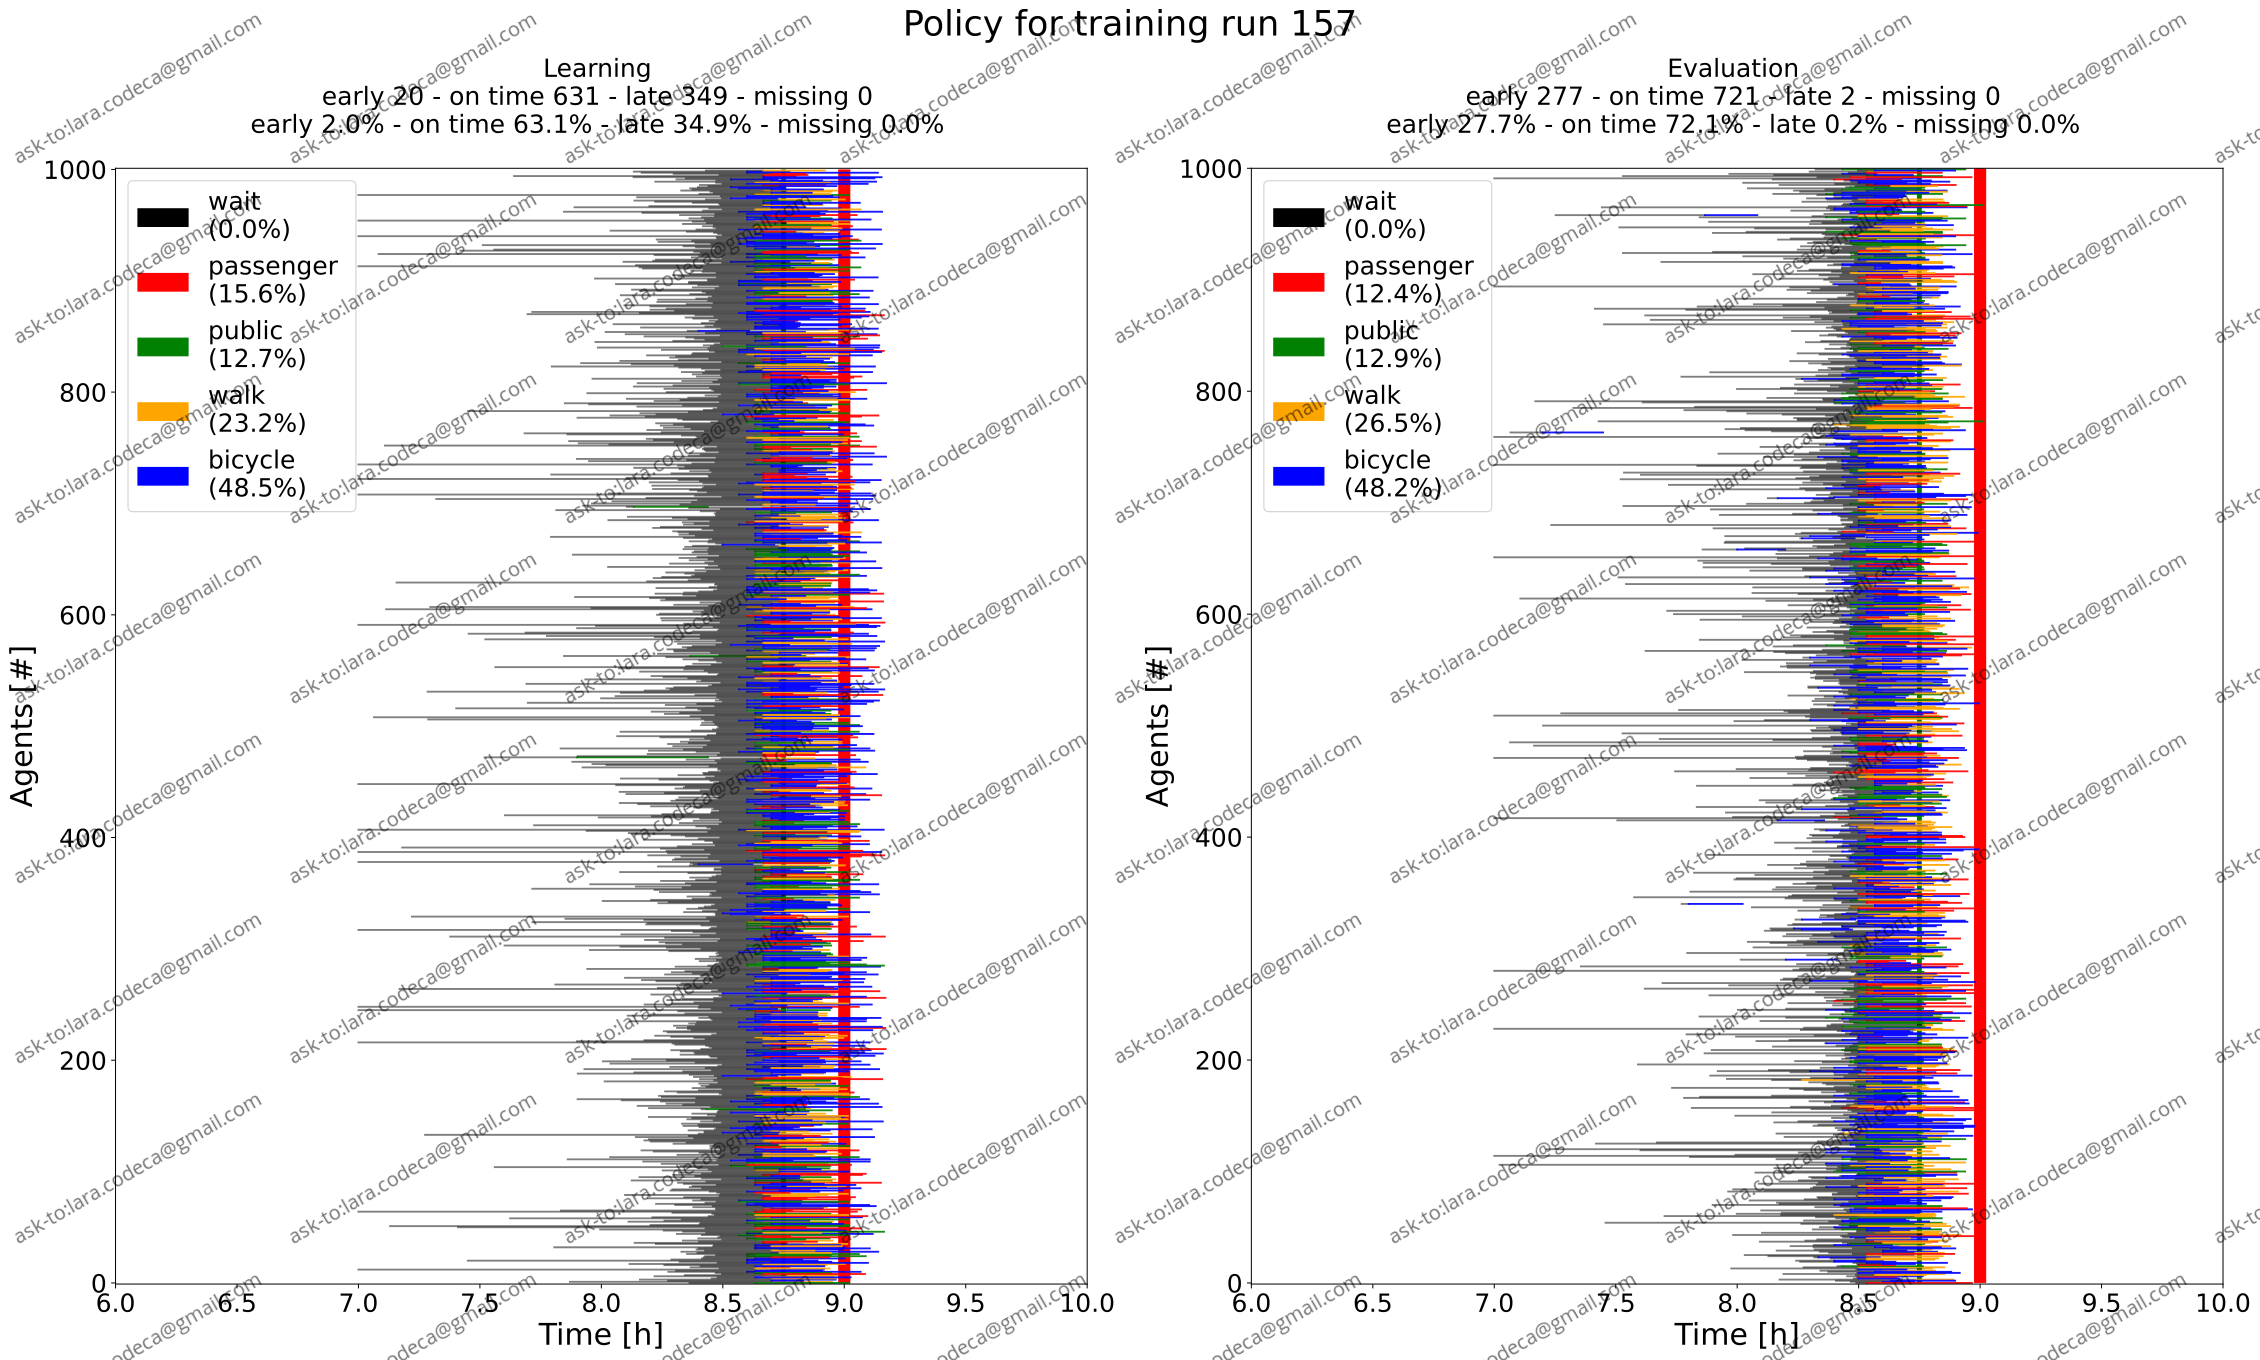 Policy for training run 157
Learning
early 20 - on time 631 - late 349 - missing 0
early 2.0% - on time 63.1% - late 34.9% - missing 0.0%
1000
800
600
400
200
0
Agents [#]
wait
(0.0%)
passenger
(15.6%)
public
(12.7%)
walk
(23.2%)
bicycle
(48.5%)
6.0 6.5 7.0 7.5 8.0 8.5 9.0 9.5 10.0
Time [h]
Evaluation
early 277 - on time 721 - late 2 - missing 0
early 27.7% - on time 72.1% - late 0.2% - missing 0.0%
1000
800
600
400
200
0
Agents [#]
wait
(0.0%)
passenger
(12.4%)
public
(12.9%)
walk
(26.5%)
bicycle
(48.2%)
6.0 6.5 7.0 7.5 8.0 8.5 9.0 9.5 10.0
Time [h]
ask-to:lara.codeca@gmail.com